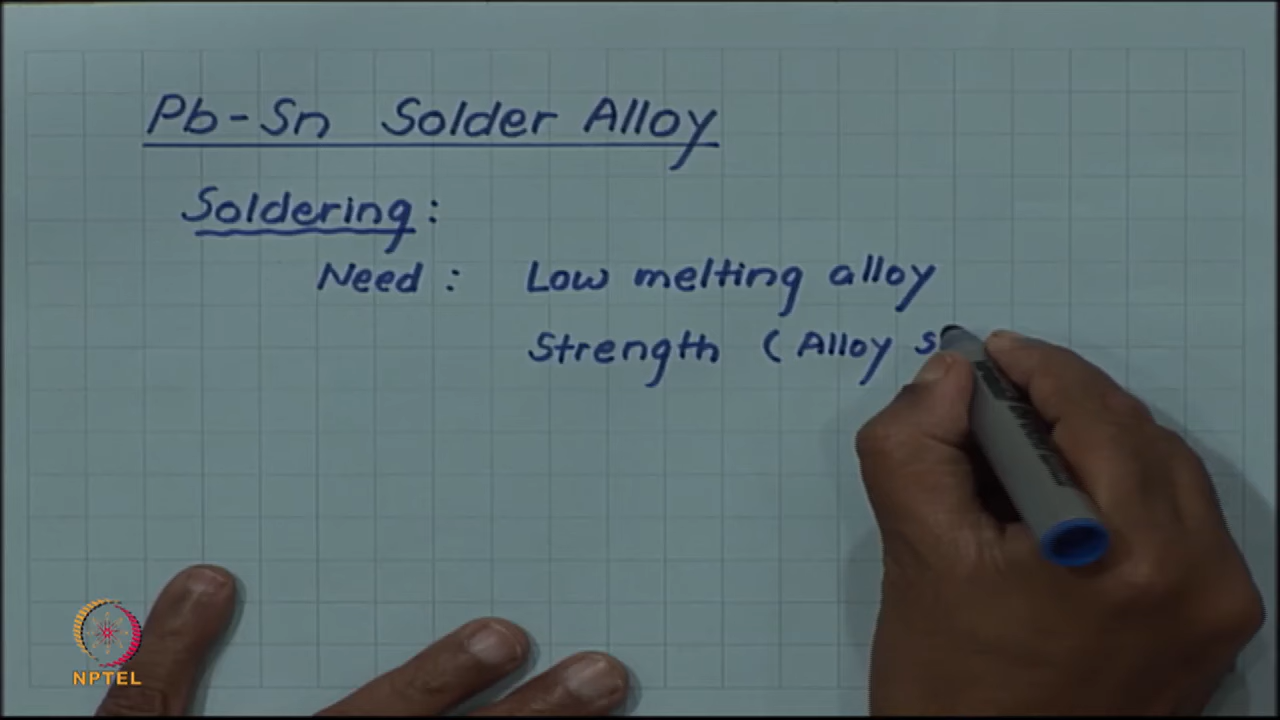 Pb-Sn Solder Alloy
Soldering:
Need: Low melting alloy
Strength (Alloy s
NPTEL